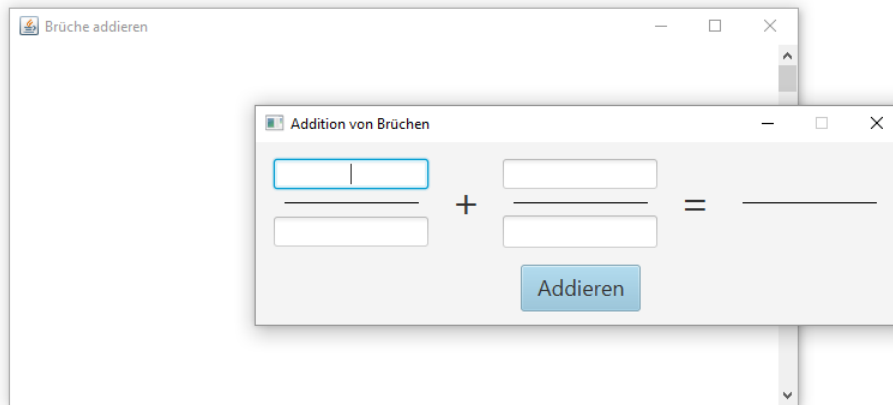 Brüche addieren
Addition von Brüchen
+ =
Addieren